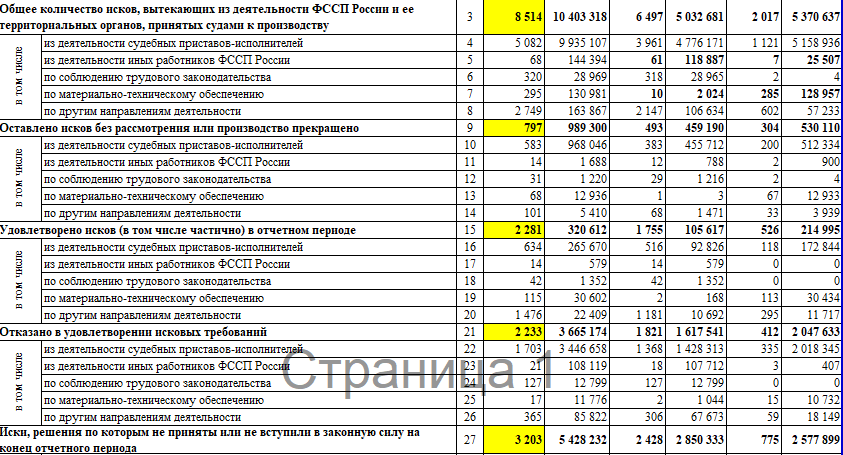 Общее количество исков, вытекающих из деятельности ФССП России и ее
территориальных органов, принятых судами к производству 3 8 514 10 403 318 6 497 5 032 681 2 017 5 370 637
в том числе
из деятельности судебных приставов-исполнителей 4 5 082 9 935 107 3 961 4 776 171 1 121 5 158 936
из деятельности иных работников ФССП России 5 68 144 394 61 118 887 7 25 507
по соблюдению трудового законодательства 6 320 28 969 318 28 965 2 4
по материально-техническому обеспечению 7 295 130 981 10 2 024 285 128 957
по другим направлениям деятельности 8 2 749 163 867 2 147 106 634 602 57 233
Оставлено исков без рассмотрения или производство прекращено 9 797 989 300 493 459 190 304 530 110
в том числе
из деятельности судебных приставов-исполнителей 10 583 968 046 383 455 712 200 512 334
из деятельности иных работников ФССП России 11 14 1 688 12 788 2 900
по соблюдению трудового законодательства 12 31 1 220 29 1 216 2 4
по материально-техническому обеспечению 13 68 12 936 1 3 67 12 933
по другим направлениям деятельности 14 101 5 410 68 1 471 33 3 939
Удовлетворено исков (в том числе частично) в отчетном периоде 15 2 281 320 612 1 755 105 617 526 214 995
в том числе
из деятельности судебных приставов-исполнителей 16 634 265 670 516 92 826 118 172 844
из деятельности иных работников ФССП России 17 14 579 14 579 0 0
по соблюдению трудового законодательства 18 42 1 352 42 1 352 0 0
по материально-техническому обеспечению 19 115 30 602 2 168 113 30 434
по другим направлениям деятельности 20 1 476 22 409 1 181 10 692 295 11 717
Отказано в удовлетворении исковых требований 21 2 233 3 665 174 1 821 1 617 541 412 2 047 633
в том числе
из деятельности судебных приставов-исполнителей 22 1 703 3 446 658 1 368 1 428 313 335 2 018 345
из деятельности иных работников ФССП России 23 21 108 119 18 107 712 3 407
по соблюдению трудового законодательства 24 127 12 799 127 12 799 0 0
по материально-техническому обеспечению 25 17 11 776 2 1 044 15 10 732
по другим направлениям деятельности 26 365 85 822 306 67 673 59 18 149
Страница 1
Иски, решения по которым не приняты или не вступили в законную силу на
конец отчетного периода 27 3 203 5 428 232 2 428 2 850 333 775 2 577 899